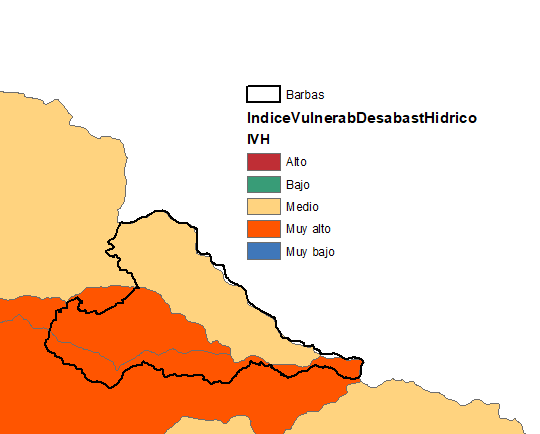 Barbas
IndiceVulnerabDesabastHidrico
IVH
Alto
Bajo
Medio
Muy alto
Muy bajo